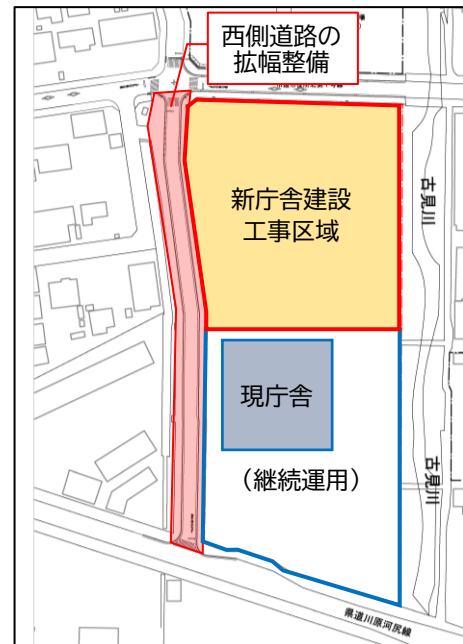 西側道路の
拡幅整備
新庁舎建設
工事区域
古見川
現庁舎
(継続運用)
古見川
県道川原河尻線